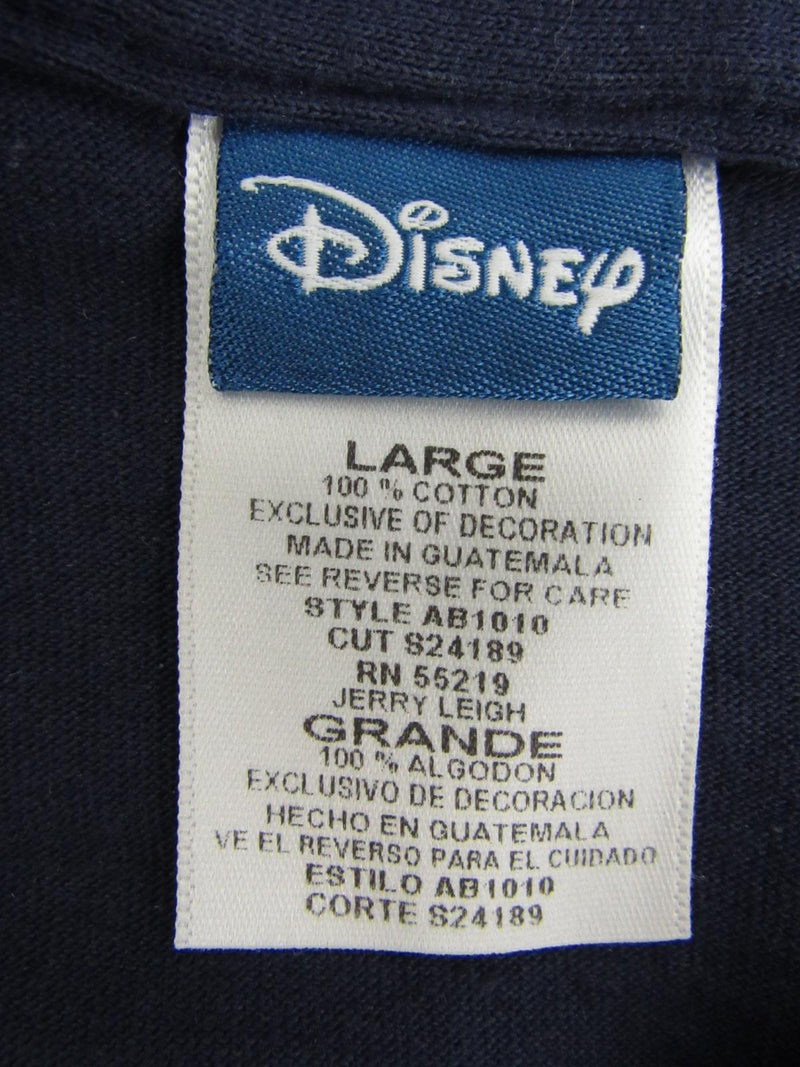 DISNEY
LARGE
100 % COTTON
EXCLUSIVE OF DECORATION
MADE IN GUATEMALA
SEE REVERSE FOR CARE
STYLE AB1010
CUT S24189
RN 55219
JERRY LEIGH
GRANDE
100 % ALGODON
EXCLUSIVO DE DECORACION
HECHO EN GUATEMALA
VE EL REVERSO PARA EL CUIDADO
ESTILO AB1010
CORTE S24189